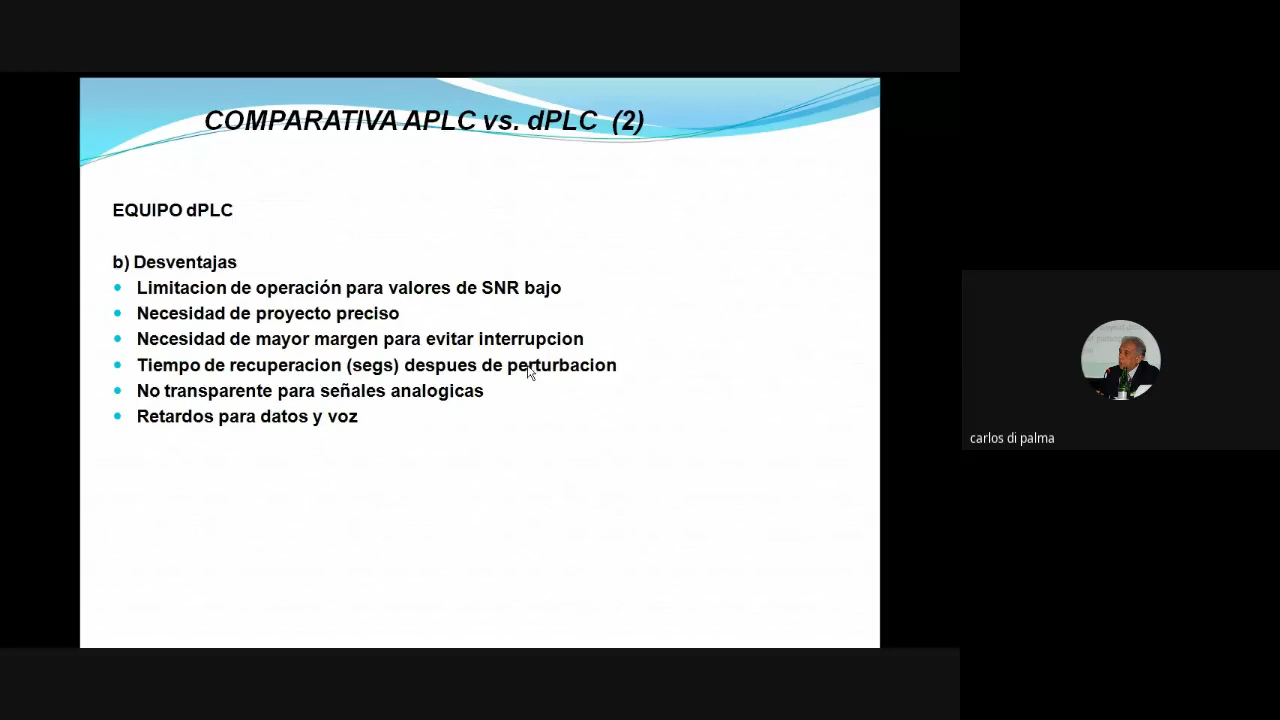 COMPARATIVA APLC vs. dPLC (2)
EQUIPO dPLC
b) Desventajas
Limitacion de operación para valores de SNR bajo
Necesidad de proyecto preciso
Necesidad de mayor margen para evitar interrupcion
Tiempo de recuperacion (segs) despues de perturbacion
No transparente para señales analogicas
Retardos para datos y voz
carlos di palma